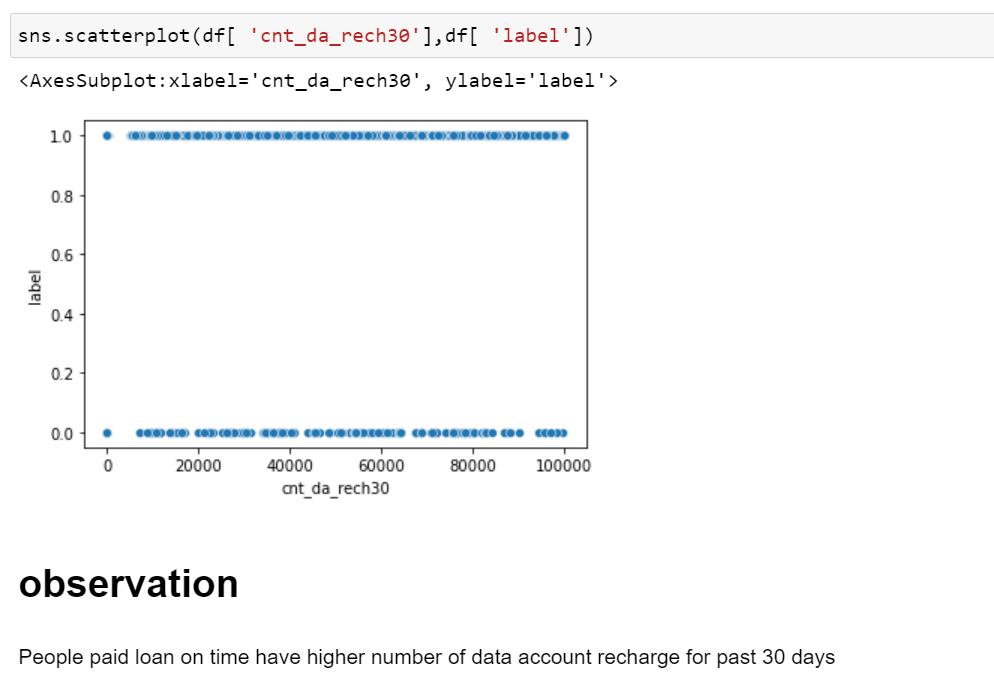 sns.scatterplot(df[ 'cnt_da_rech30'],df[ 'label'])
<AxesSubplot:xlabel='cnt_da_rech30', ylabel='label'>
1.0
0.8
0.6
label
0.4
0.2
0.0
0 20000 40000 60000 80000 100000
cnt_da_rech30
observation
People paid loan on time have higher number of data account recharge for past 30 days